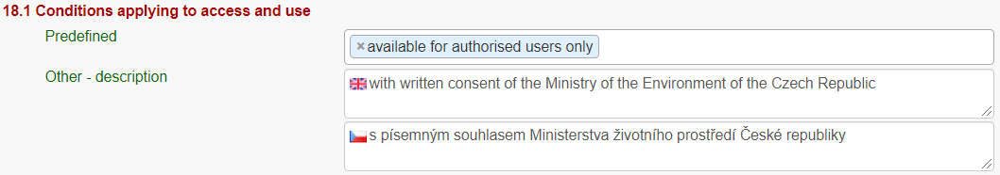 18.1 Conditions applying to access and use
Predefined
×available for authorised users only
Other - description
with written consent of the Ministry of the Environment of the Czech Republic
s písemným souhlasem Ministerstva životního prostředí České republiky